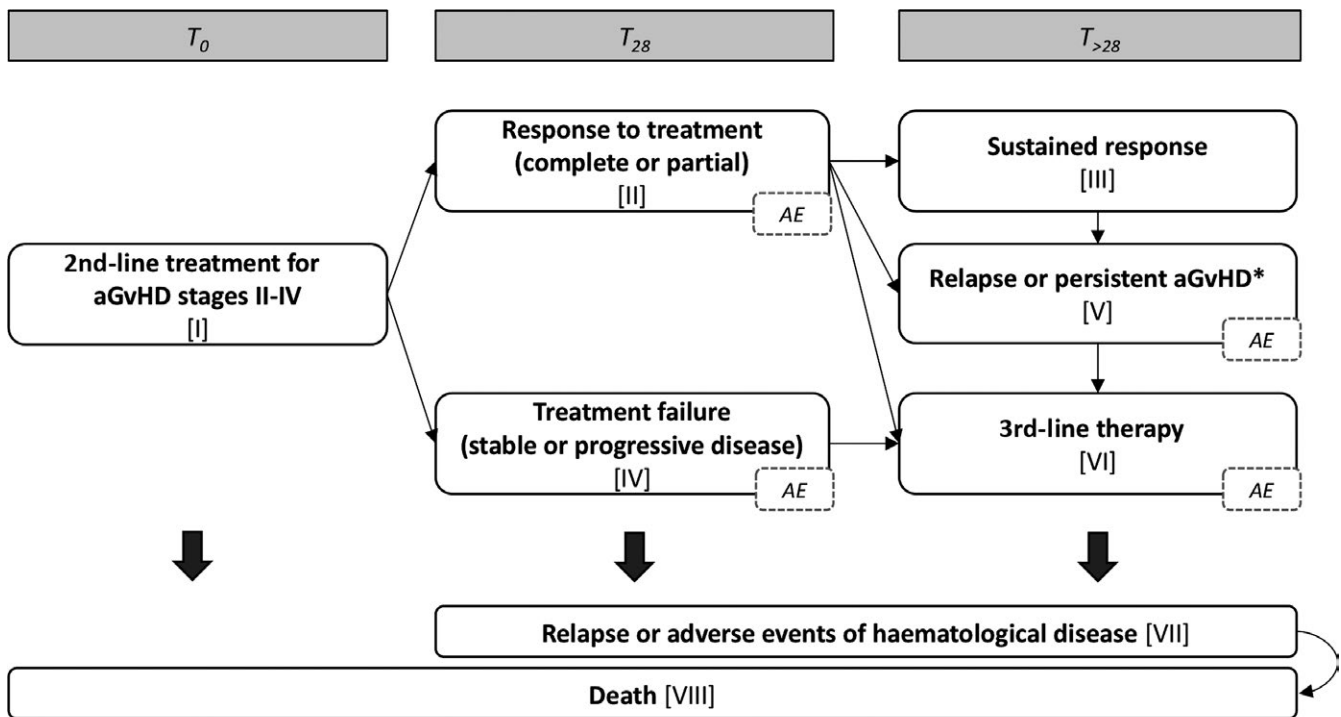 T0
T28
T>28
Response to treatment
(complete or partial)
[II]
AE
Sustained response
[III]
2nd-line treatment for
aGvHD stages II-IV
[I]
Relapse or persistent aGvHD*
[V]
AE
Treatment failure
(stable or progressive disease)
[IV]
AE
3rd-line therapy
[VI]
AE
Relapse or adverse events of haematological disease [VII]
Death [VIII]